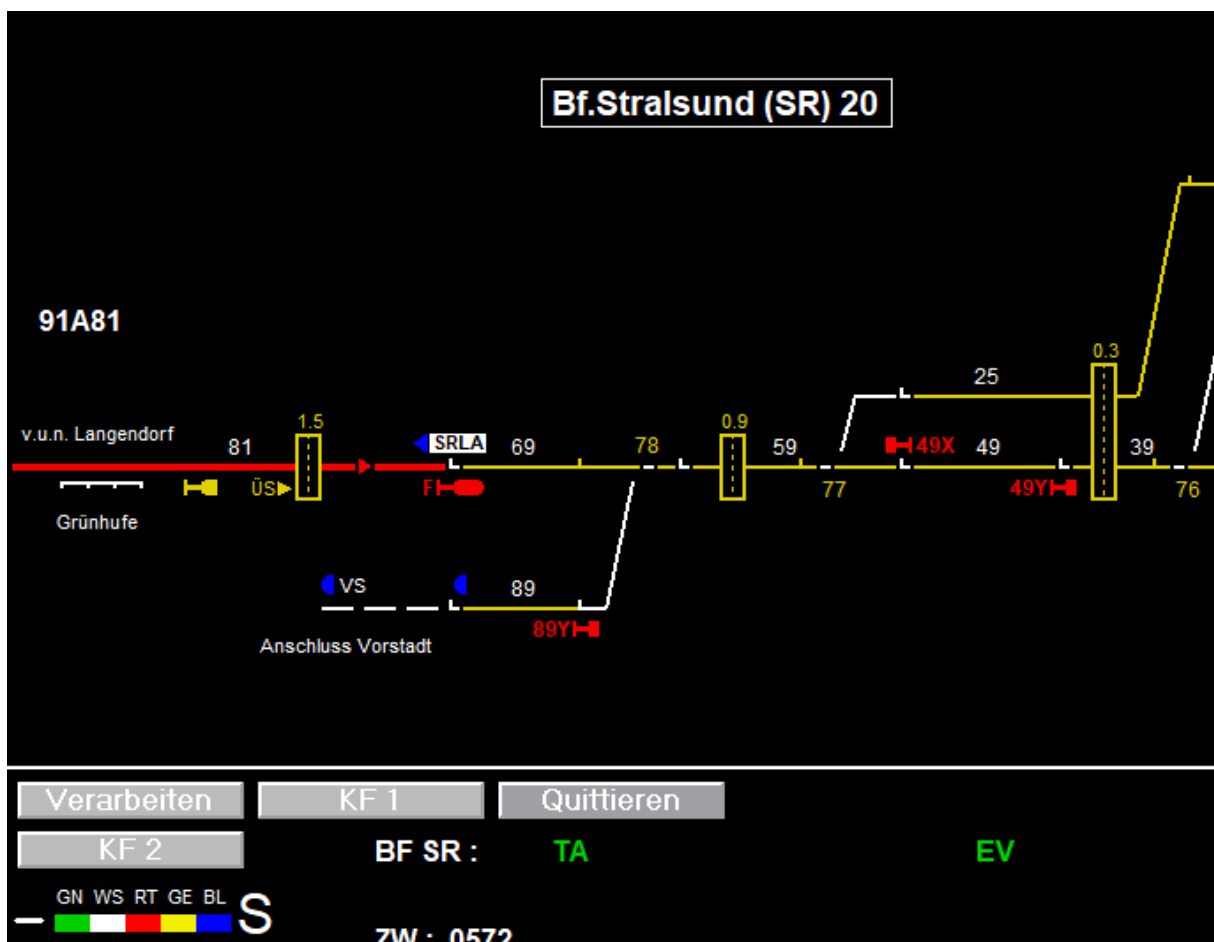 Bf.Stralsund (SR) 20
91A81
0.3
25
v.u.n. Langendorf 81 1.5 SRLA 69 78 0.9 59 49X 49 39
ÜS F 77 49Y 76
Grünhufe
VS 89
89Y
Anschluss Vorstadt
Verarbeiten KF 1 Quittieren
KF 2 BF SR : TA EV
GN WS RT GE BL S
ZW : 0572